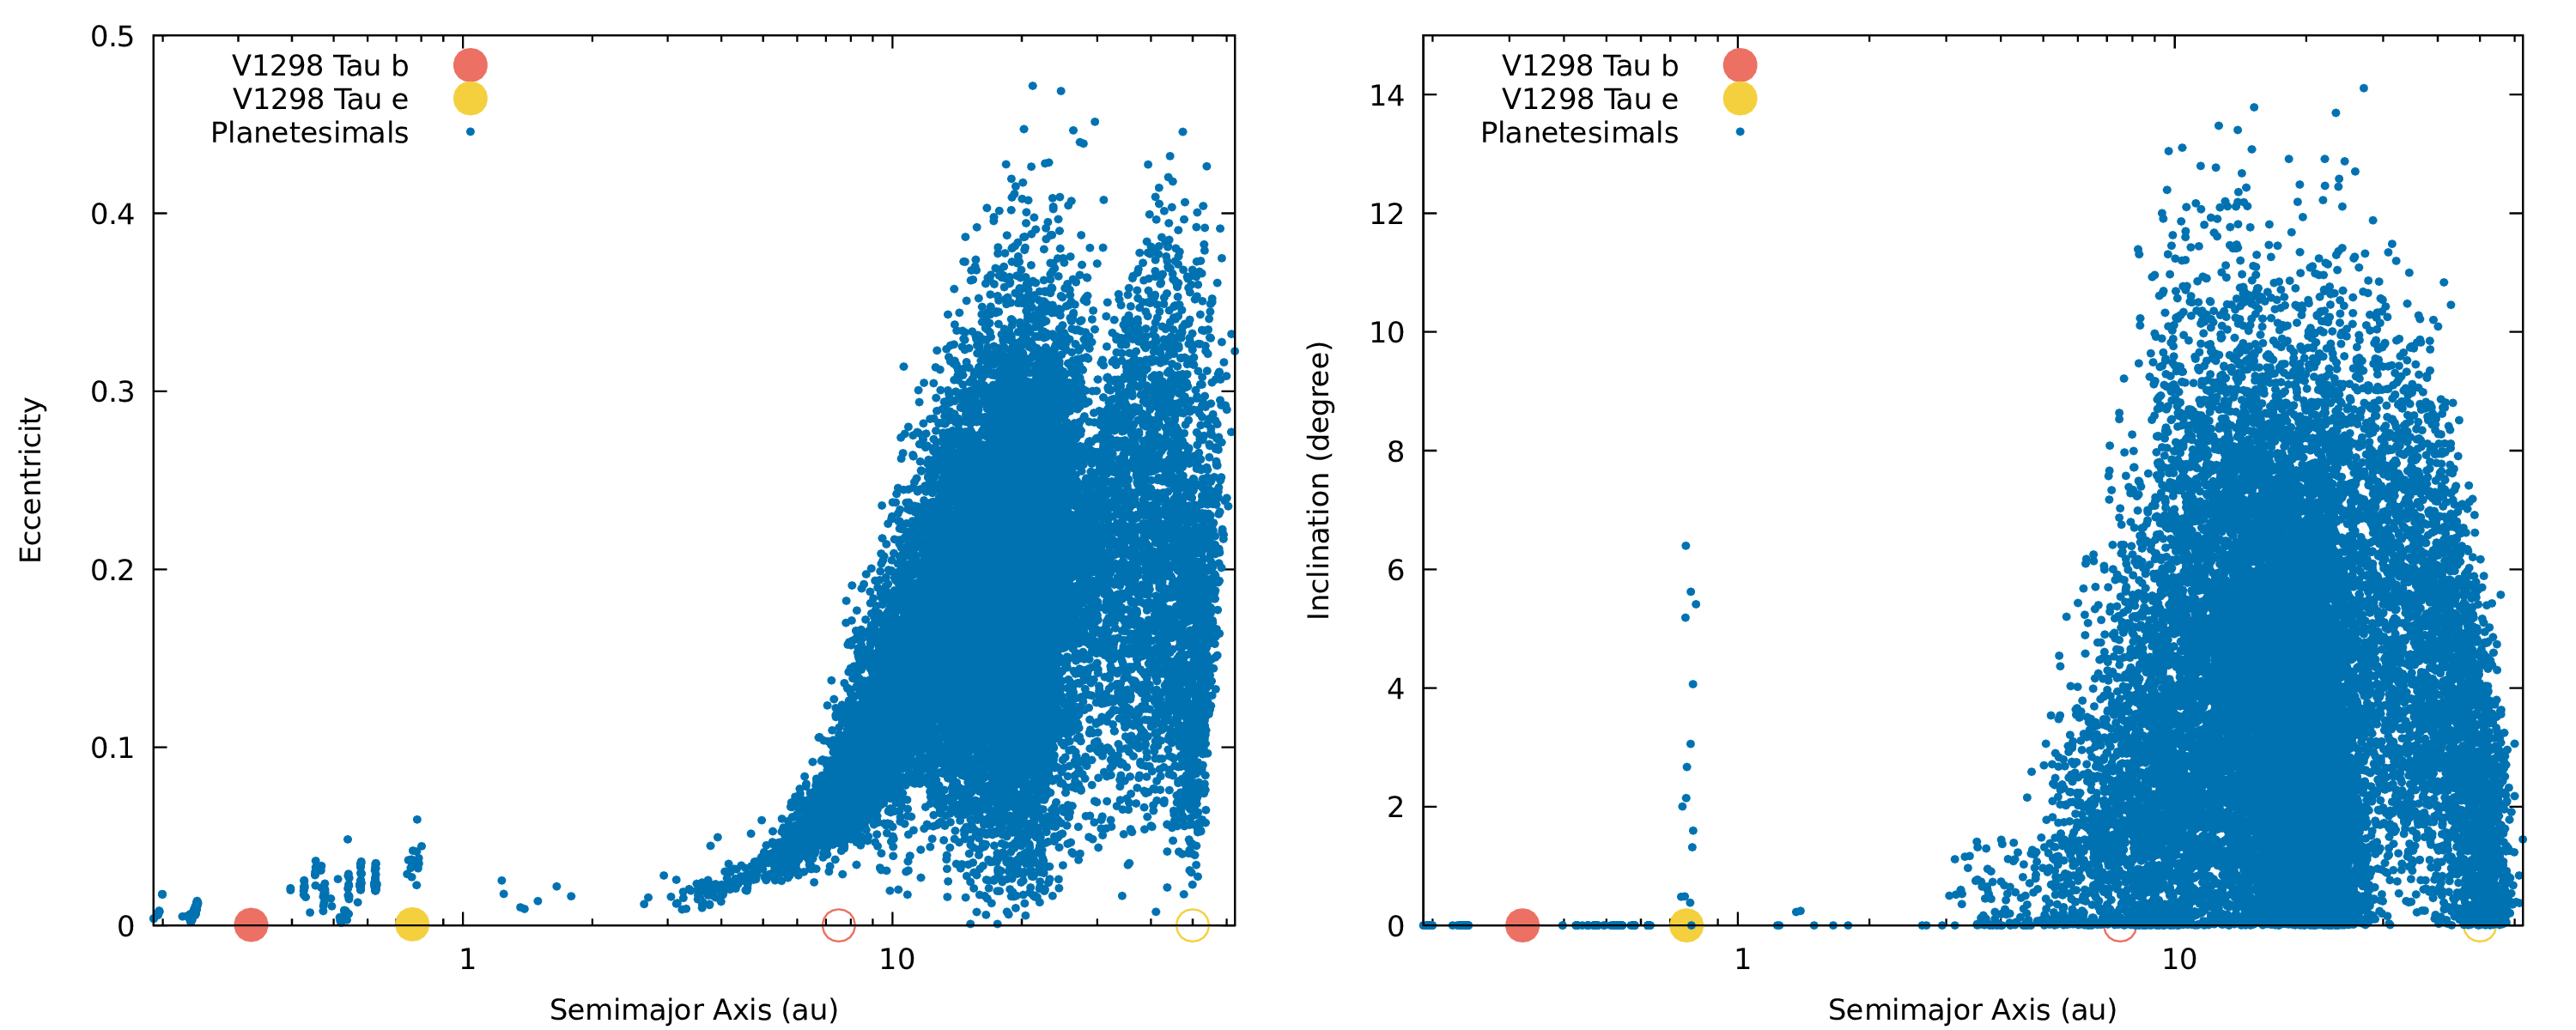 0.5
0.4
0.3
0.2
0.1
0
Eccentricity
V1298 Tau b
V1298 Tau e
Planetesimals
1
10
Semimajor Axis (au)
14
12
10
8
6
4
2
0
Inclination (degree)
V1298 Tau b
V1298 Tau e
Planetesimals
1
10
Semimajor Axis (au)